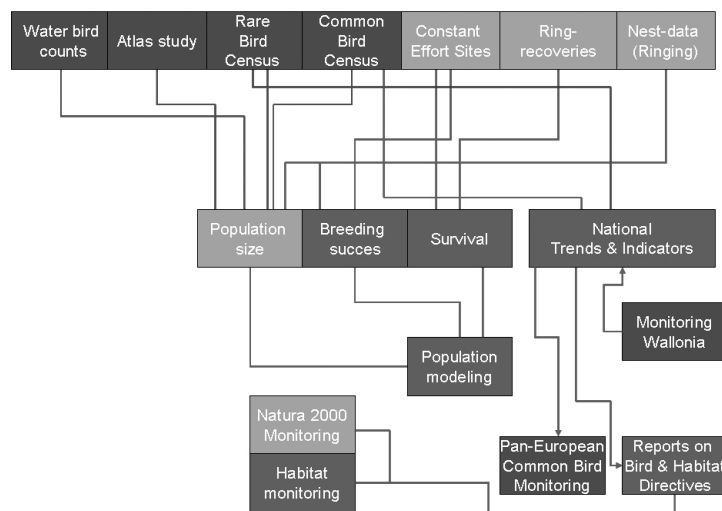 Water bird
counts
Atlas study
Rare
Bird
Census
Common
Bird
Census
Constant
Effort Sites
Ring-
recoveries
Nest-data
(Ringing)
Population
size
Breeding
succes
Survival
National
Trends & Indicators
Monitoring
Wallonia
Population
modeling
Natura 2000
Monitoring
Habitat
monitoring
Pan-European
Common Bird
Monitoring
Reports on
Bird & Habitat
Directives